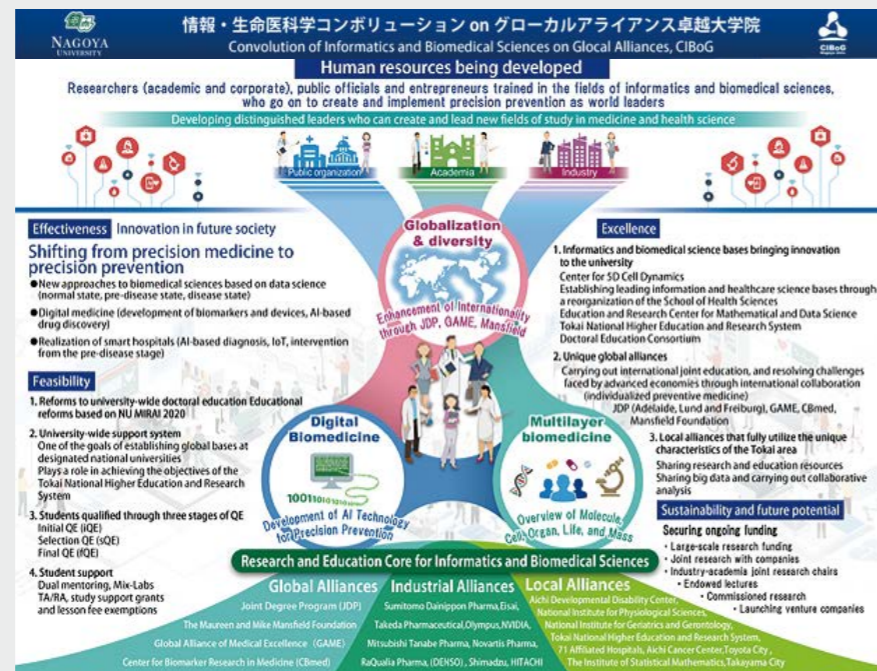 NAGOYA
UNIVERSITY
情報・生命医科学コンボリューション on グローカルアライアンス卓越大学院
Convolution of Informatics and Biomedical Sciences on Glocal Alliances, CIBoG
CIBoG
Human resources being developed
Researchers (academic and corporate), public officials and entrepreneurs trained in the fields of informatics and biomedical sciences,
who go on to create and implement precision prevention as world leaders
Developing distinguished leaders who can create and lead new fields of study in medicine and health science
Public organization
Academia
Industry
Effectiveness Innovation in future society
Shifting from precision medicine to
precision prevention
●New approaches to biomedical sciences based on data science
(normal state, pre-disease state, disease state)
●Digital medicine (development of biomarkers and devices, AI-based
drug discovery)
●Realization of smart hospitals (AI-based diagnosis, IoT, intervention
from the pre-disease stage)
Feasibility
1. Reforms to university-wide doctoral education Educational
reforms based on NU MIRAI 2020
2. University-wide support system
One of the goals of establishing global bases at
designated national universities
Plays a role in achieving the objectives of the
Tokai National Higher Education and Research
System
3. Students qualified through three stages of QE
Initial QE (iQE)
Selection QE (sQE)
Final QE (fQE)
4. Student support
Dual mentoring, Mix-Labs
TA/RA, study support grants
and lesson fee exemptions
Globalization
& diversity
Enhancement of Internationality
through JDP, GAME, Mansfield
Digital
Biomedicine
Development of AI Technology
for Precision Prevention
Multilayer
biomedicine
Overview of Molecule,
Cell, Organ, Life, and Mass
Excellence
1. Informatics and biomedical science bases bringing innovation
to the university
Center for 5D Cell Dynamics
Establishing leading information and healthcare science bases through
a reorganization of the School of Health Sciences
Education and Research Center for Mathematical and Data Science
Tokai National Higher Education and Research System
Doctoral Education Consortium
2. Unique global alliances
Carrying out international joint education, and resolving challenges
faced by advanced economies through international collaboration
(individualized preventive medicine)
JDP (Adelaide, Lund and Freiburg), GAME, CBmed,
Mansfield Foundation
3. Local alliances that fully utilize the unique
characteristics of the Tokai area
Sharing research and education resources
Sharing big data and carrying out collaborative
analysis
Sustainability and future potential
Securing ongoing funding
・Large-scale research funding
・Joint research with companies
・Industry-academia joint research chairs
・Endowed lectures
・Commissioned research
・Launching venture companies
Research and Education Core for Informatics and Biomedical Sciences
Global Alliances
Joint Degree Program (JDP)
The Maureen and Mike Mansfield Foundation
Global Alliance of Medical Excellence（GAME）
Center for Biomarker Research in Medicine (CBmed)
Industrial Alliances
Sumitomo Dainippon Pharma,Eisai,
Takeda Pharmaceutical,Olympus,NVIDIA,
Mitsubishi Tanabe Pharma, Novartis Pharma,
RaQualia Pharma, (DENSO) , Shimadzu, HITACHI
Local Alliances
Aichi Developmental Disability Center,
National Institute for Physiological Sciences,
National Institute for Geriatrics and Gerontology,
Tokai National Higher Education and Research System,
71 Affiliated Hospitals, Aichi Cancer Center,Toyota City ,
The Institute of Statistical Mathematics,Takayama City